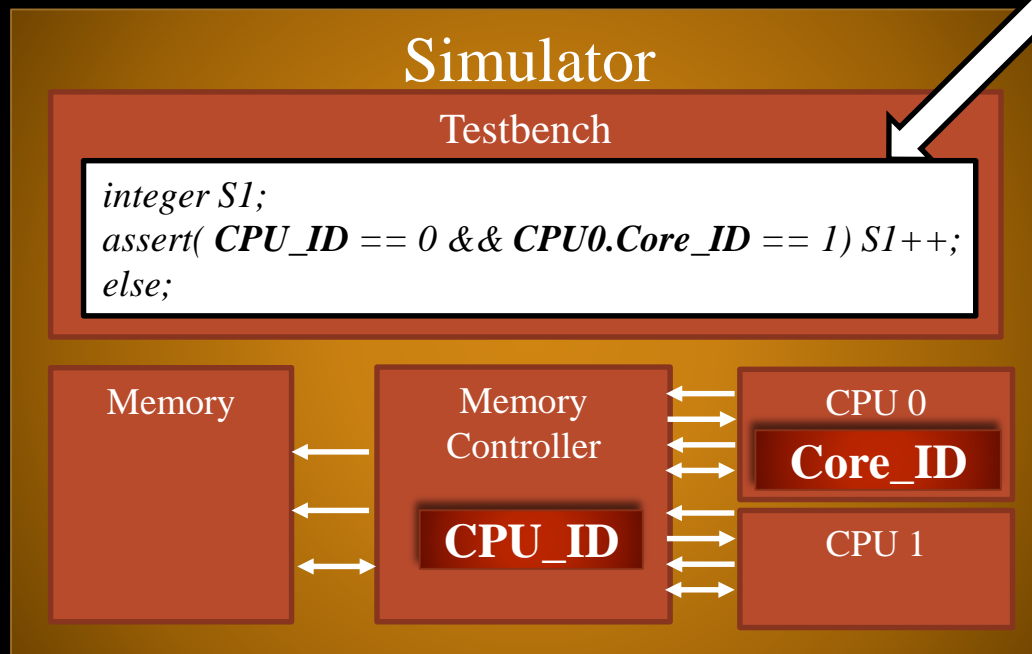 Simulator
Testbench
integer S1;
assert( CPU_ID == 0 && CPU0.Core_ID == 1) S1++;
else;
Memory
Memory
Controller
CPU_ID
CPU 0
Core_ID
CPU 1